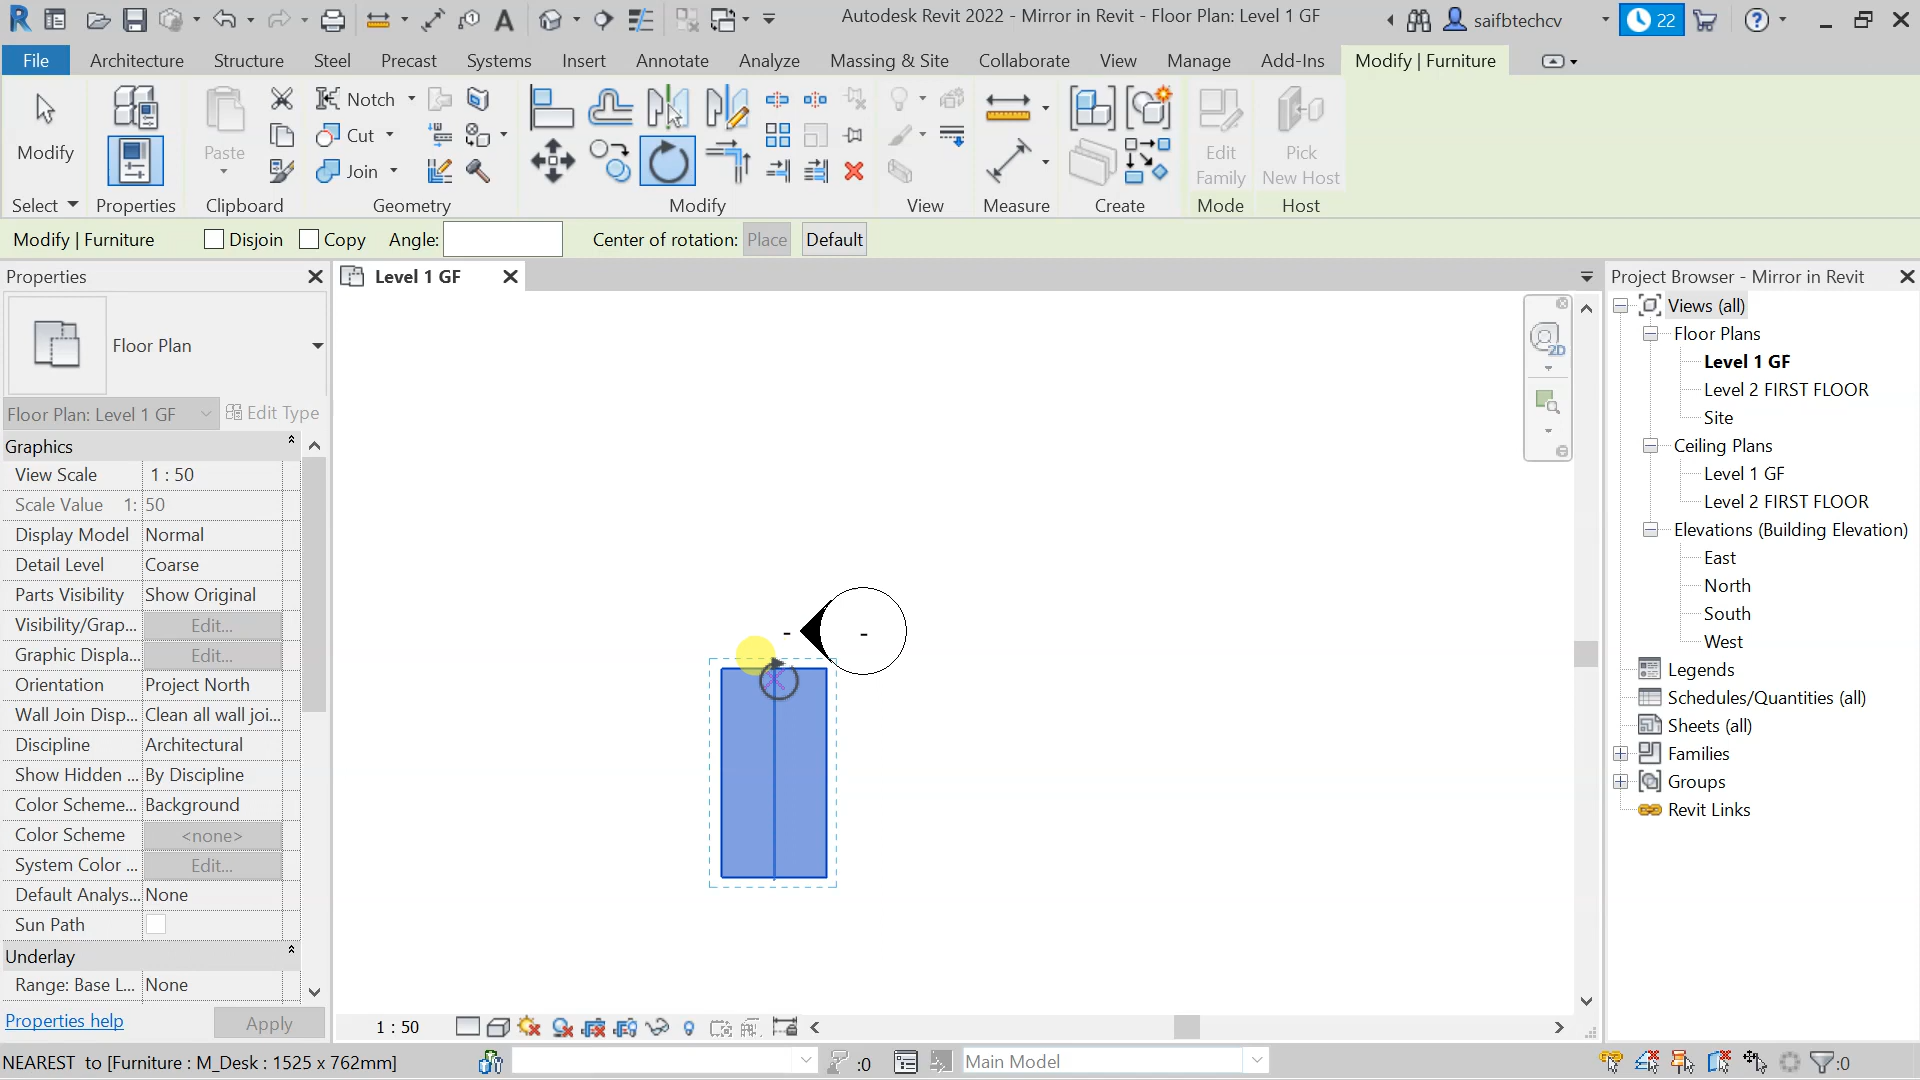 Autodesk Revit 2022 - Mirror in Revit - Floor Plan: Level 1 GF
saifbtechcv
22
File Architecture Structure Steel Precast Systems Insert Annotate Analyze Massing & Site Collaborate View Manage Add-Ins Modify | Furniture
Modify
Paste
Notch
Cut
Join
Edit Family
Pick New Host
Select Properties Clipboard Geometry Modify View Measure Create Mode Host
Modify | Furniture Disjoin Copy Angle: Center of rotation: Place Default
Properties
Level 1 GF
Project Browser - Mirror in Revit
Floor Plan
Floor Plan: Level 1 GF
Edit Type
Graphics
View Scale 1 : 50
Scale Value 1: 50
Display Model Normal
Detail Level Coarse
Parts Visibility Show Original
Visibility/Grap... Edit...
Graphic Displa... Edit...
Orientation Project North
Wall Join Disp... Clean all wall joi...
Discipline Architectural
Show Hidden ... By Discipline
Color Scheme... Background
Color Scheme <none>
System Color ... Edit...
Default Analys... None
Sun Path
Underlay
Range: Base L... None
Properties help
Apply
- -
2D
Views (all)
Floor Plans
Level 1 GF
Level 2 FIRST FLOOR
Site
Ceiling Plans
Level 1 GF
Level 2 FIRST FLOOR
Elevations (Building Elevation)
East
North
South
West
Legends
Schedules/Quantities (all)
Sheets (all)
Families
Groups
Revit Links
1 : 50
NEAREST to [Furniture : M_Desk : 1525 x 762mm]
:0
Main Model
:0